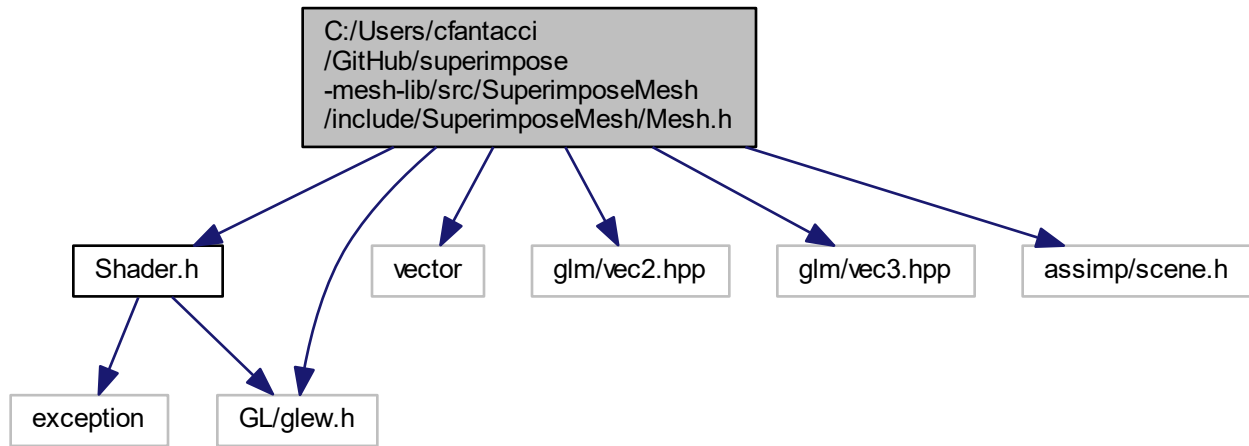 C:/Users/cfantacci
/GitHub/superimpose
-mesh-lib/src/SuperimposeMesh
/include/SuperimposeMesh/Mesh.h
Shader.h
vector
glm/vec2.hpp
glm/vec3.hpp
assimp/scene.h
exception
GL/glew.h